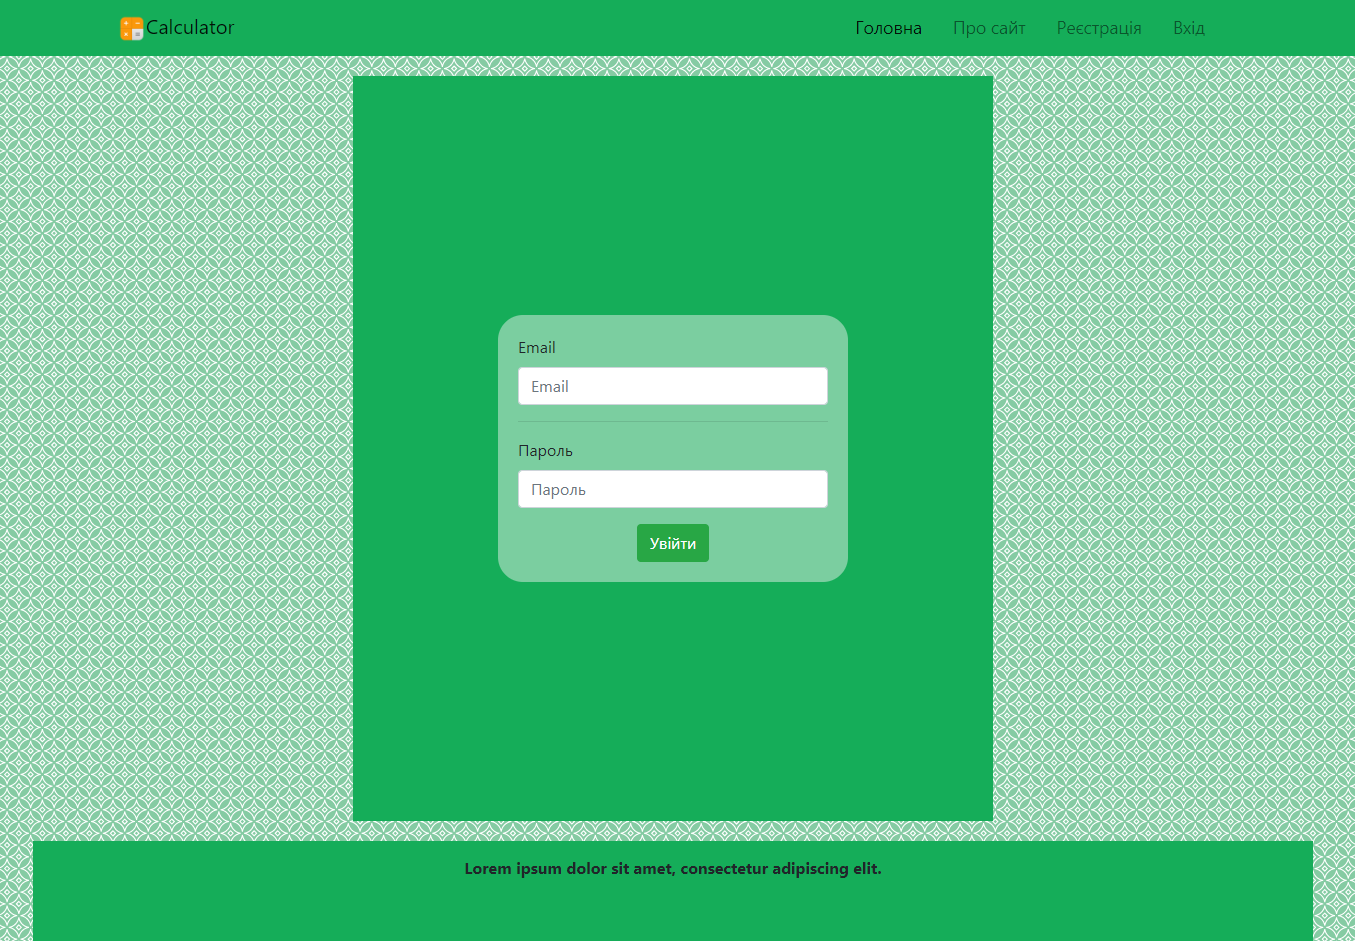 Calculator
Головна Про сайт Реєстрація Вхід
Email
Email
Пароль
Пароль
Увійти
Lorem ipsum dolor sit amet, consectetur adipiscing elit.